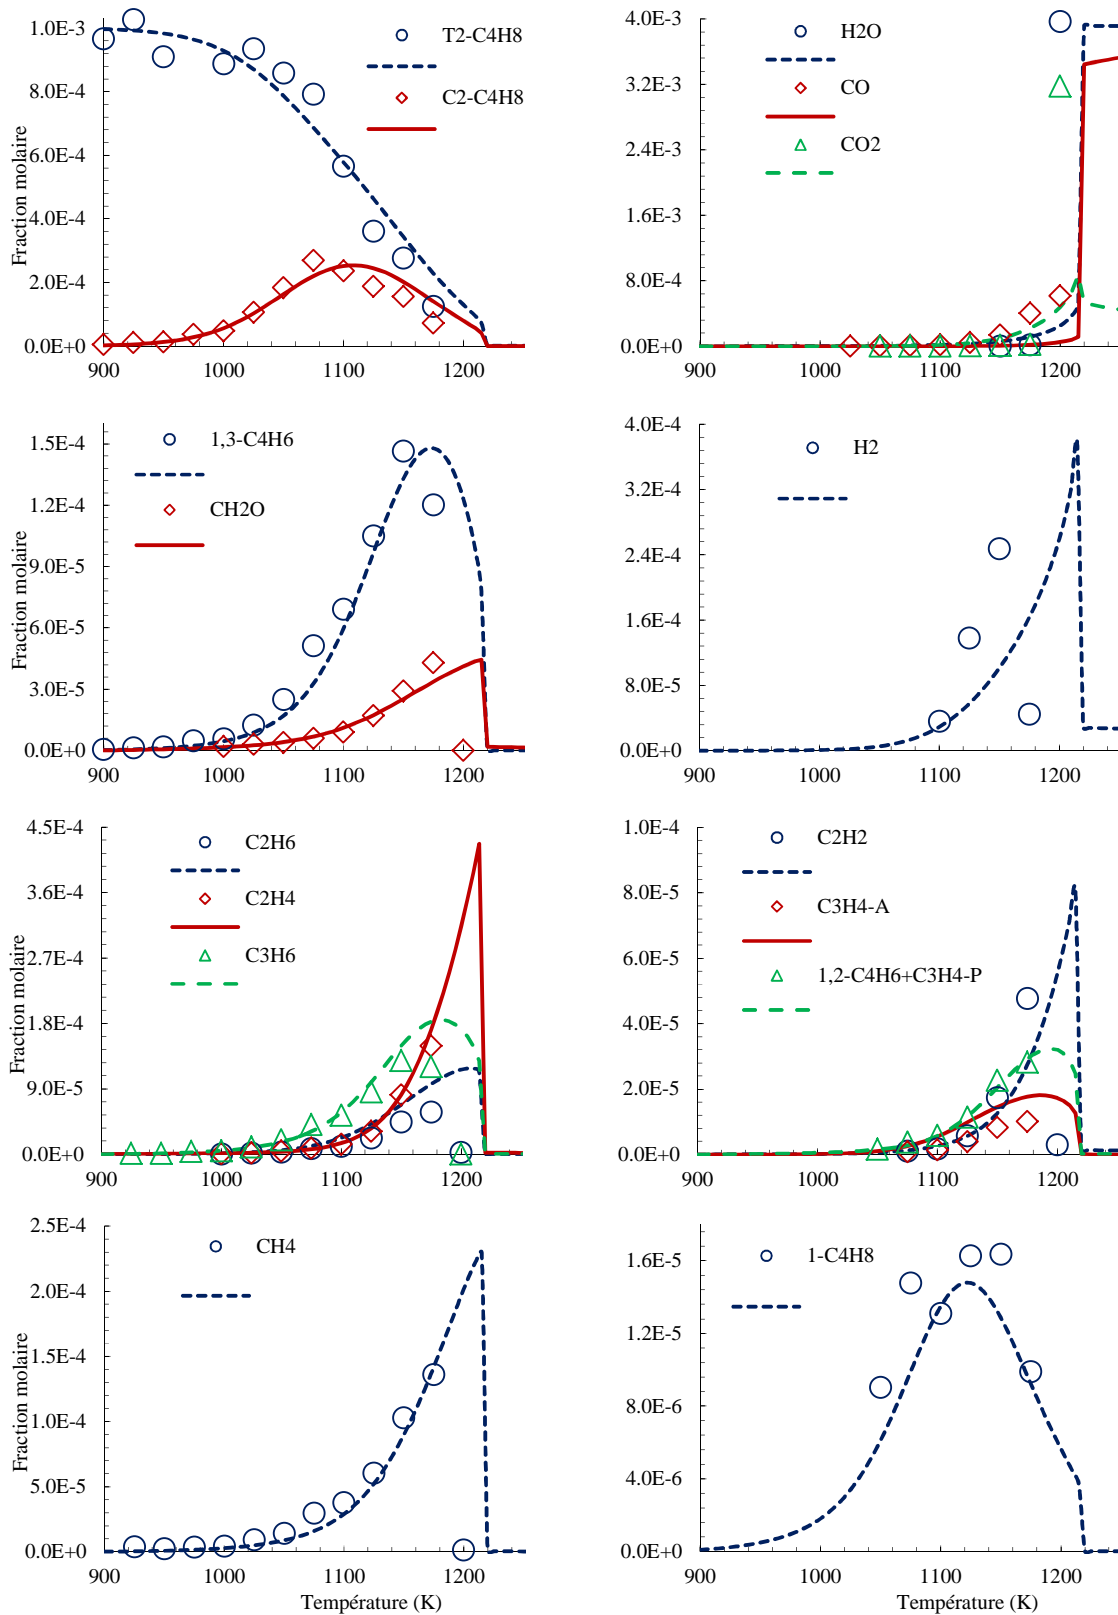 1.0E-3
8.0E-4
6.0E-4
4.0E-4
2.0E-4
0.0E+0
900
1000
1100
1200
Fraction molaire
T2-C4H8
C2-C4H8
4.0E-3
3.2E-3
2.4E-3
1.6E-3
8.0E-4
0.0E+0
900
1000
1100
1200
H2O
CO
CO2
1.5E-4
1.2E-4
9.0E-5
6.0E-5
3.0E-5
0.0E+0
900
1000
1100
1200
Fraction molaire
1,3-C4H6
CH2O
4.0E-4
3.2E-4
2.4E-4
1.6E-4
8.0E-5
0.0E+0
900
1000
1100
1200
H2
4.5E-4
3.6E-4
2.7E-4
1.8E-4
9.0E-5
0.0E+0
900
1000
1100
1200
Fraction molaire
C2H6
C2H4
C3H6
1.0E-4
8.0E-5
6.0E-5
4.0E-5
2.0E-5
0.0E+0
900
1000
1100
1200
C2H2
C3H4-A
1,2-C4H6+C3H4-P
2.5E-4
2.0E-4
1.5E-4
1.0E-4
5.0E-5
0.0E+0
900
1000
1100
1200
Fraction molaire
Température (K)
CH4
1.6E-5
1.2E-5
8.0E-6
4.0E-6
0.0E+0
900
1000
1100
1200
Température (K)
1-C4H8